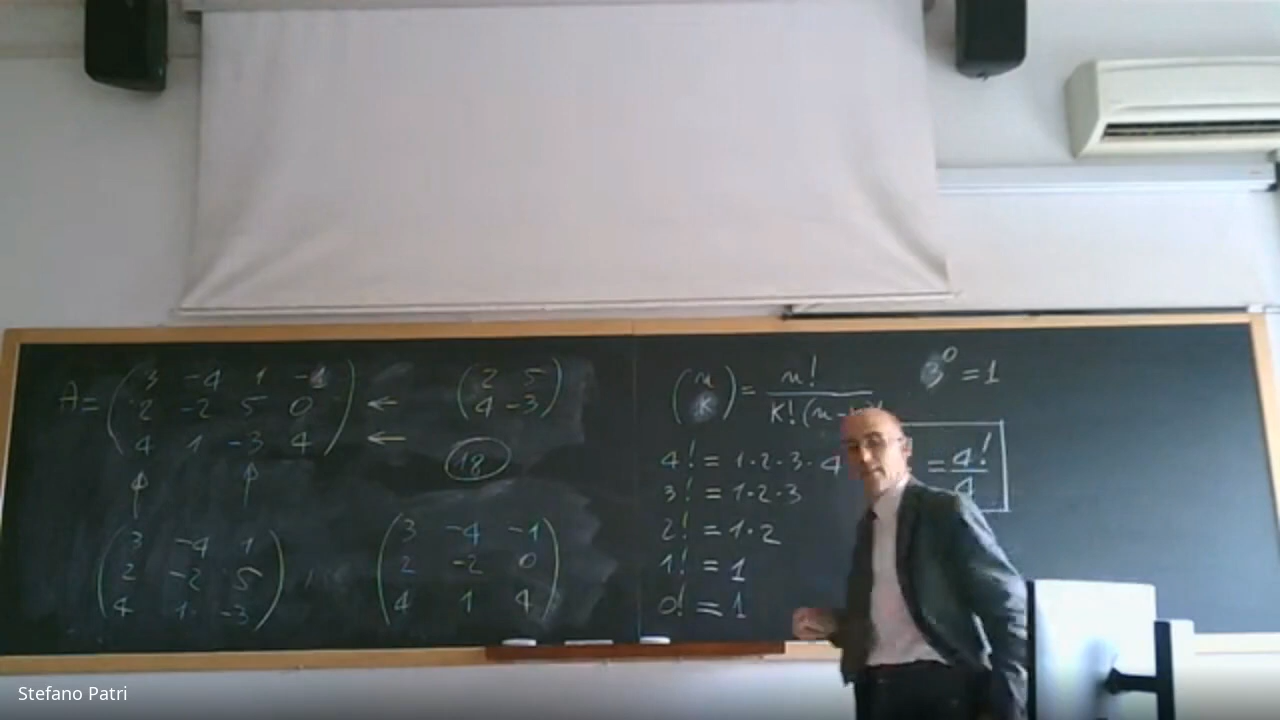 A = ( 3 -4 1 -1
2 -2 5 0
4 1 -3 4 )
← ←
( 2 5
4 -3 )
18
( 3 -4 1
2 -2 5
4 1 -3 )
( 3 -4 -1
2 -2 0
4 1 4 )
(n K) = n! / K!(n-
3⁰ = 1
4! = 1·2·3·4
= 4!/4
3! = 1·2·3
2! = 1·2
1! = 1
0! = 1
Stefano Patri